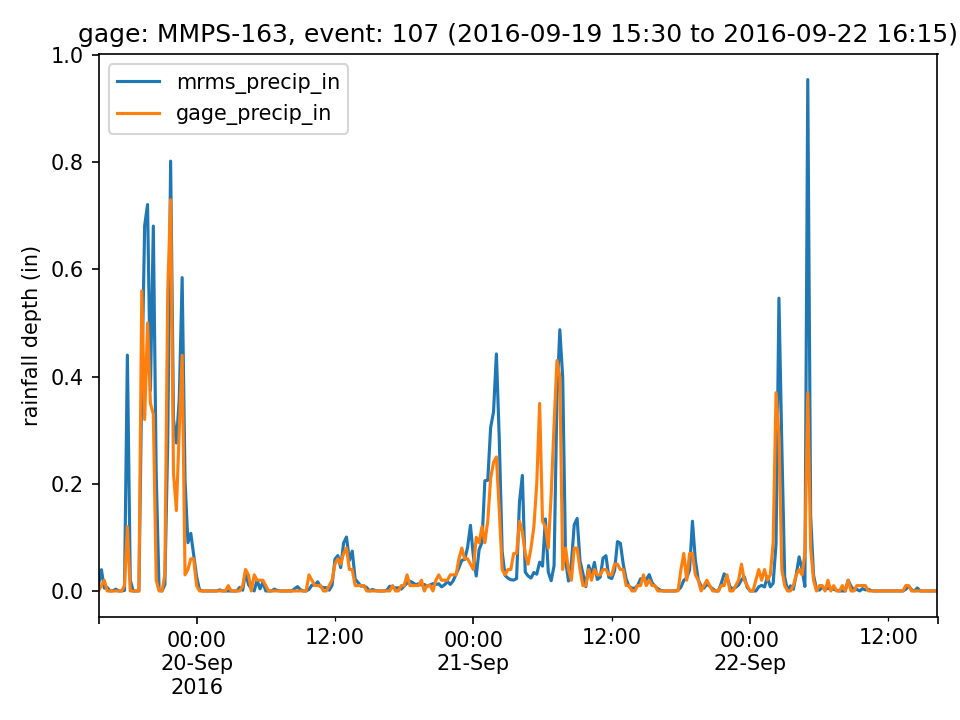 gage: MMPS-163, event: 107 (2016-09-19 15:30 to 2016-09-22 16:15)
mrms_precip_in
gage_precip_in
rainfall depth (in)
1.0
0.8
0.6
0.4
0.2
0.0
00:00 12:00 00:00 12:00 00:00 12:00
20-Sep 21-Sep 22-Sep
2016